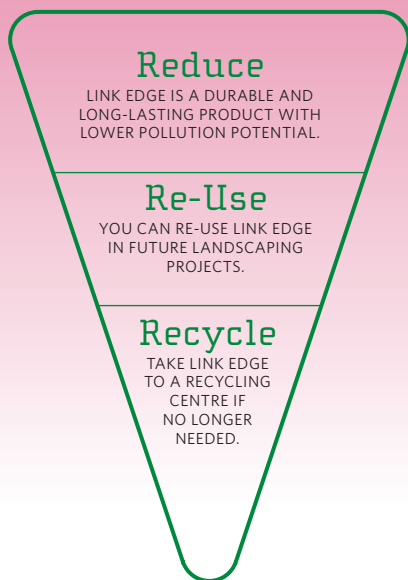 Reduce
LINK EDGE IS A DURABLE AND
LONG-LASTING PRODUCT WITH
LOWER POLLUTION POTENTIAL.
Re-Use
YOU CAN RE-USE LINK EDGE
IN FUTURE LANDSCAPING
PROJECTS.
Recycle
TAKE LINK EDGE
TO A RECYCLING
CENTRE IF
NO LONGER
NEEDED.